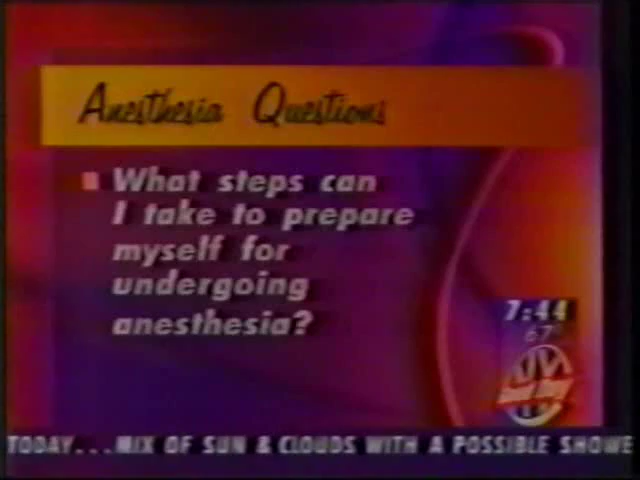 Anesthesia Questions
What steps can
I take to prepare
myself for
undergoing
anesthesia?
7:44
67°
TODAY...MIX OF SUN & CLOUDS WITH A POSSIBLE SHOWE